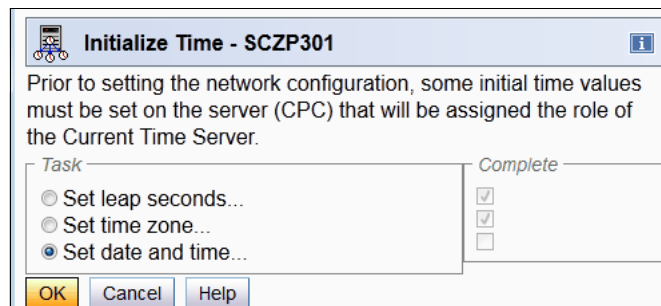 Initialize Time - SCZP301
i
Prior to setting the network configuration, some initial time values
must be set on the server (CPC) that will be assigned the role of
the Current Time Server.
Task
Complete
Set leap seconds...
Set time zone...
Set date and time...
OK Cancel Help